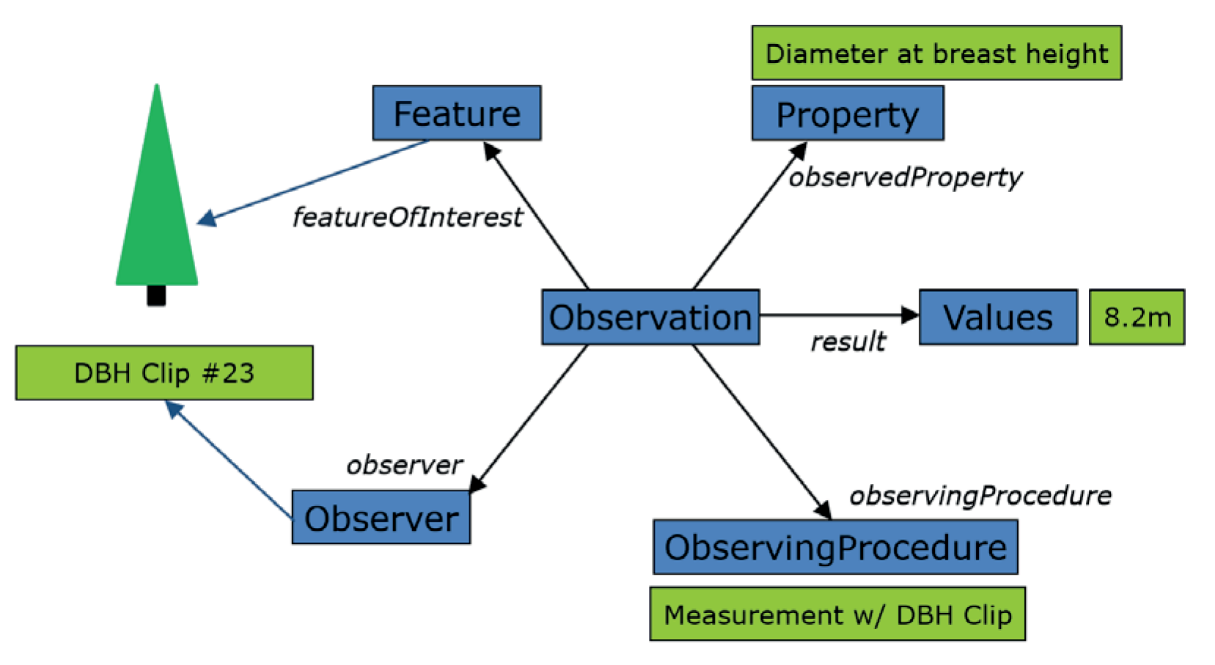 Diameter at breast height
Feature
Property
observedProperty
featureOfInterest
Observation
Values
8.2m
result
DBH Clip #23
observer
observingProcedure
Observer
ObservingProcedure
Measurement w/ DBH Clip